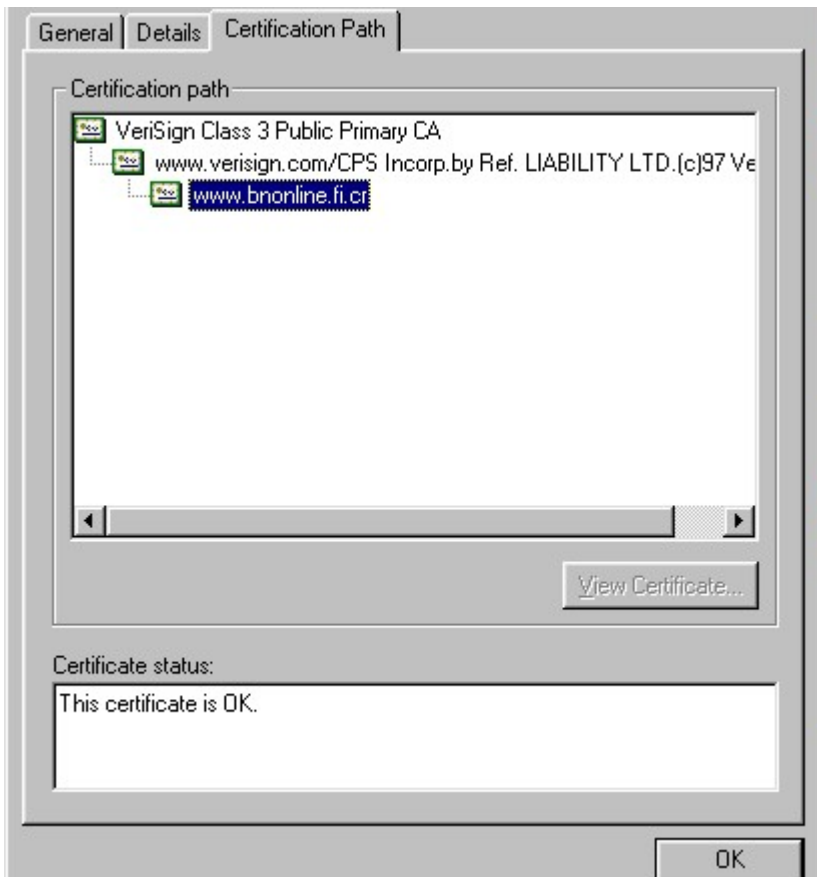 General Details Certification Path
Certification path
VeriSign Class 3 Public Primary CA
www.verisign.com/CPS Incorp.by Ref. LIABILITY LTD.(c)97 Ve
www.bnonline.fi.cr
View Certificate...
Certificate status:
This certificate is OK.
OK